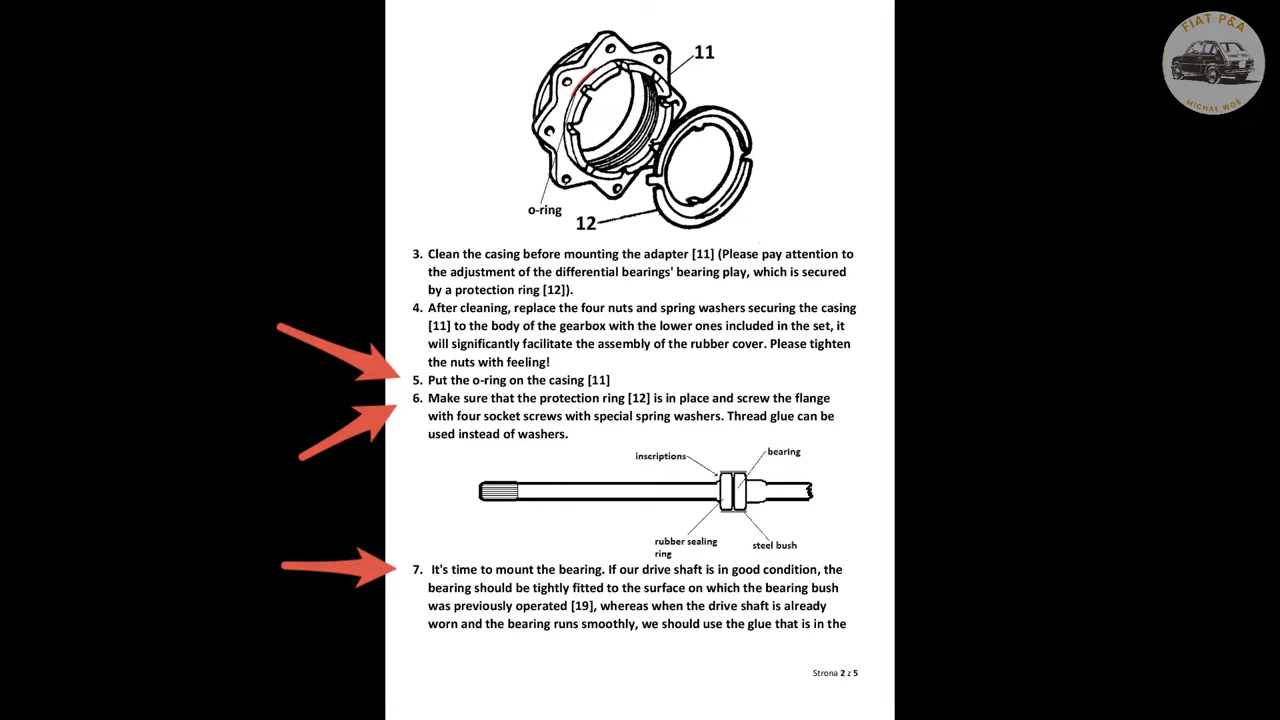 FIAT P&A
MICHAŁ WOŚ
11
o-ring
12
3. Clean the casing before mounting the adapter [11] (Please pay attention to
the adjustment of the differential bearings' bearing play, which is secured
by a protection ring [12]).
4. After cleaning, replace the four nuts and spring washers securing the casing
[11] to the body of the gearbox with the lower ones included in the set, it
will significantly facilitate the assembly of the rubber cover. Please tighten
the nuts with feeling!
5. Put the o-ring on the casing [11]
6. Make sure that the protection ring [12] is in place and screw the flange
with four socket screws with special spring washers. Thread glue can be
used instead of washers.
inscriptions
bearing
rubber sealing
ring
steel bush
7. It's time to mount the bearing. If our drive shaft is in good condition, the
bearing should be tightly fitted to the surface on which the bearing bush
was previously operated [19], whereas when the drive shaft is already
worn and the bearing runs smoothly, we should use the glue that is in the
Strona 2 z 5